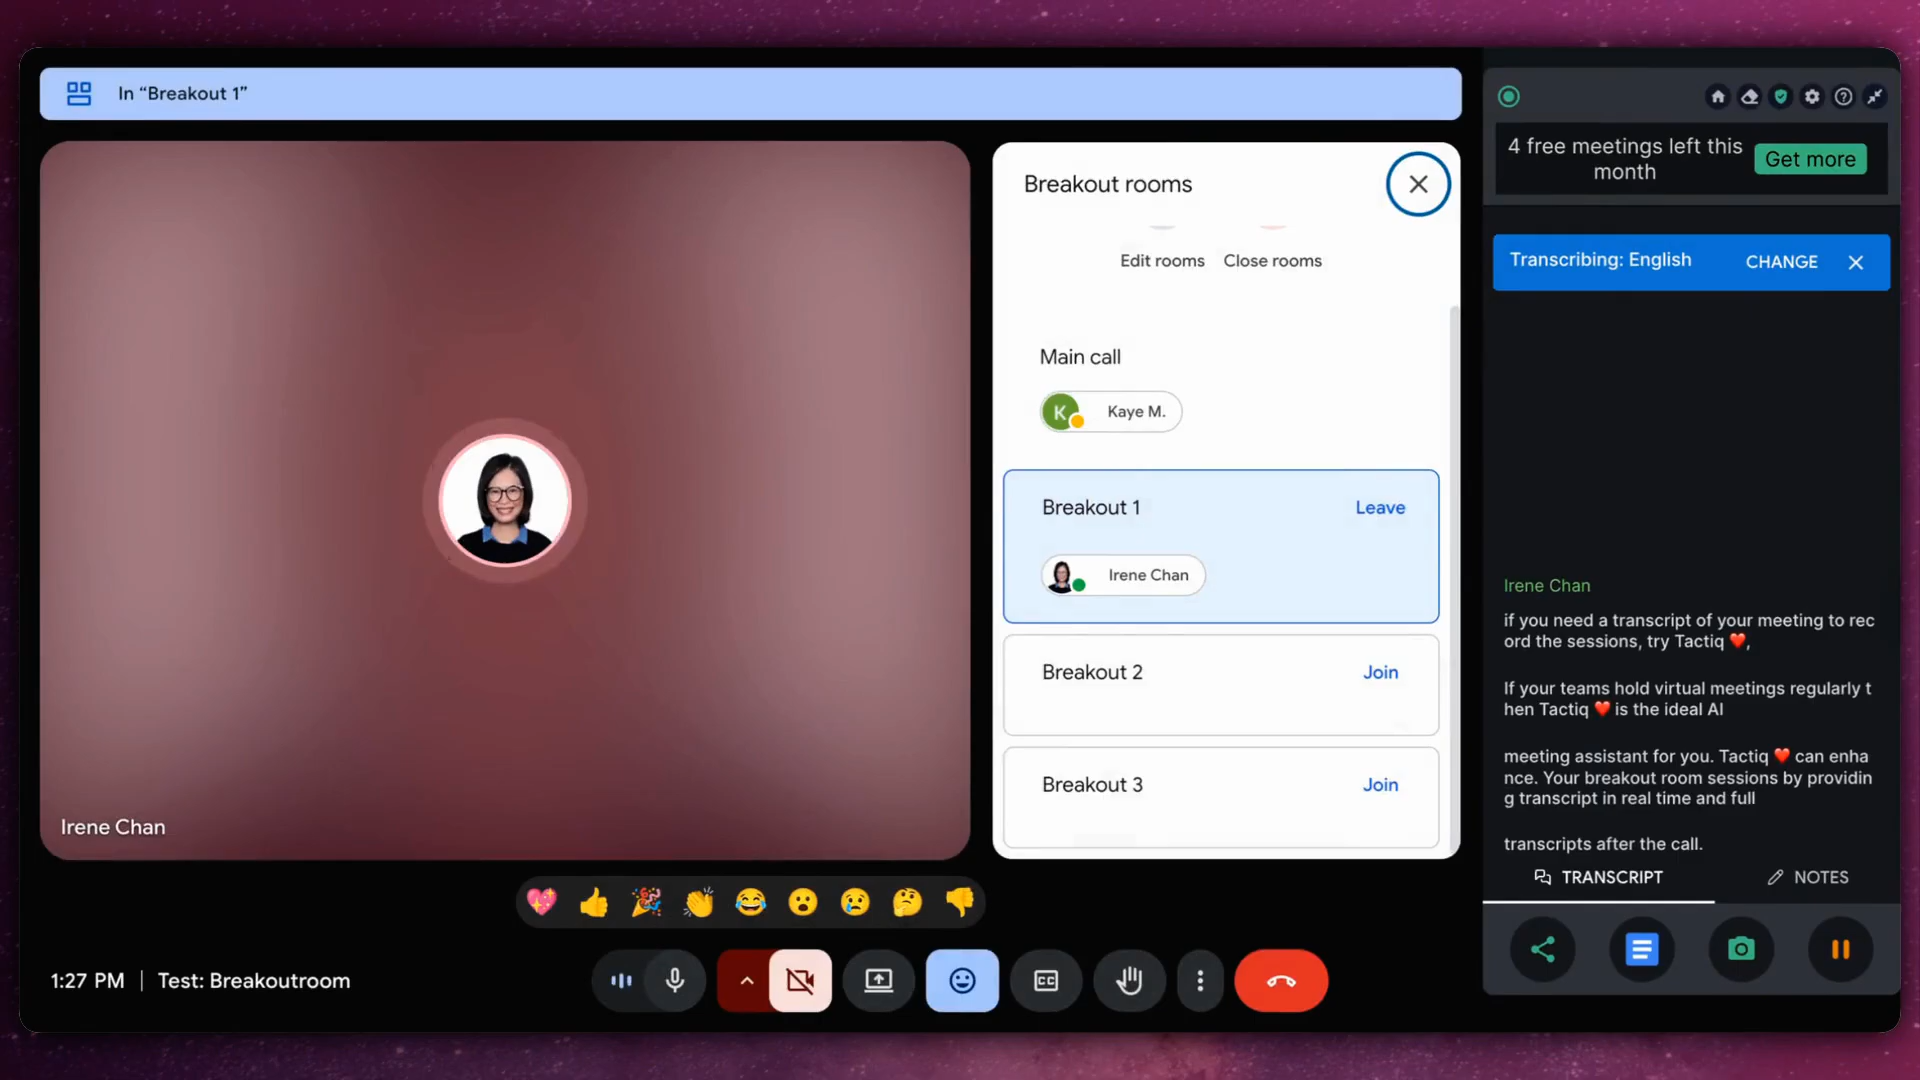 In “Breakout 1”
Irene Chan
Breakout rooms
Edit rooms
Close rooms
Main call
K
Kaye M.
Breakout 1
Leave
Irene Chan
Breakout 2
Join
Breakout 3
Join
4 free meetings left this
month
Get more
Transcribing: English
CHANGE
Irene Chan
if you need a transcript of your meeting to rec
ord the sessions, try Tactiq ❤️,
If your teams hold virtual meetings regularly t
hen Tactiq ❤️ is the ideal AI
meeting assistant for you. Tactiq ❤️ can enha
nce. Your breakout room sessions by providin
g transcript in real time and full
transcripts after the call.
TRANSCRIPT
NOTES
1:27 PM | Test: Breakoutroom
CC